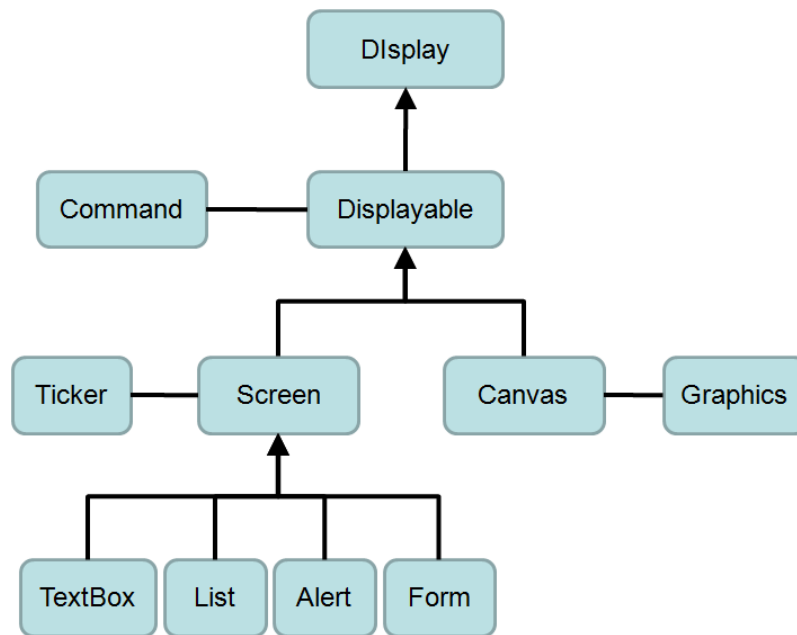 DIsplay
Command
Displayable
Ticker
Screen
Canvas
Graphics
TextBox
List
Alert
Form